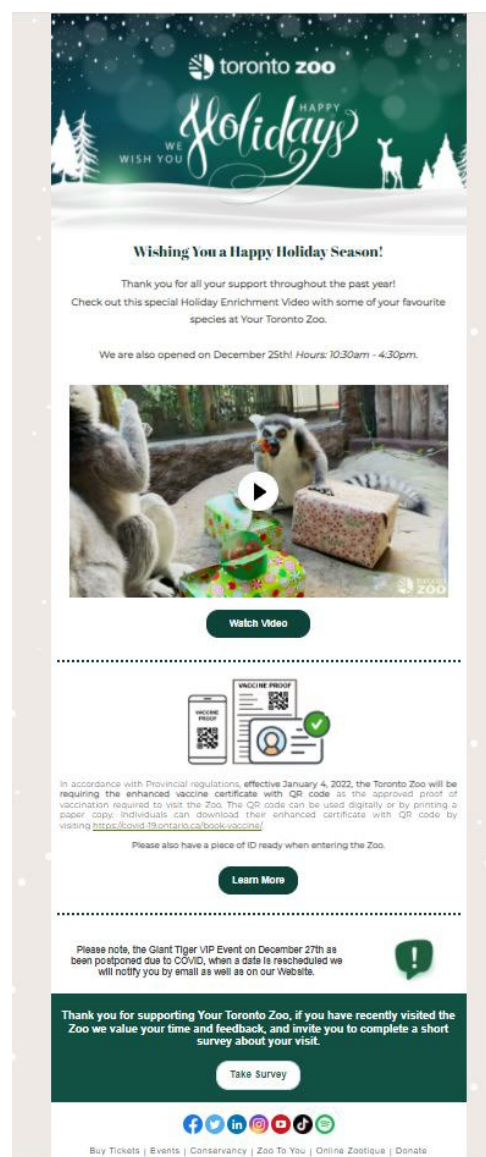 toronto zoo
WE WISH YOU
HAPPY
Holidays
Wishing You a Happy Holiday Season!
Thank you for all your support throughout the past year!
Check out this special Holiday Enrichment Video with some of your favourite
species at Your Toronto Zoo.
We are also opened on December 25th! Hours: 10:30am - 4:30pm.
toronto
ZOO
Watch Video
VACCINE PROOF
VACCINE
PROOF
In accordance with Provincial regulations, effective January 4, 2022, the Toronto Zoo will be
requiring the enhanced vaccine certificate with QR code as the approved proof of
vaccination required to visit the Zoo. The QR code can be used digitally or by printing a
paper copy. Individuals can download their enhanced certificate with QR code by
visiting https://covid-19.ontario.ca/book-vaccine/
Please also have a piece of ID ready when entering the Zoo.
Learn More
Please note, the Giant Tiger VIP Event on December 27th as
been postponed due to COVID, when a date is rescheduled we
will notify you by email as well as on our Website.
Thank you for supporting Your Toronto Zoo, if you have recently visited the
Zoo we value your time and feedback, and invite you to complete a short
survey about your visit.
Take Survey
Buy Tickets | Events | Conservancy | Zoo To You | Online Zootique | Donate